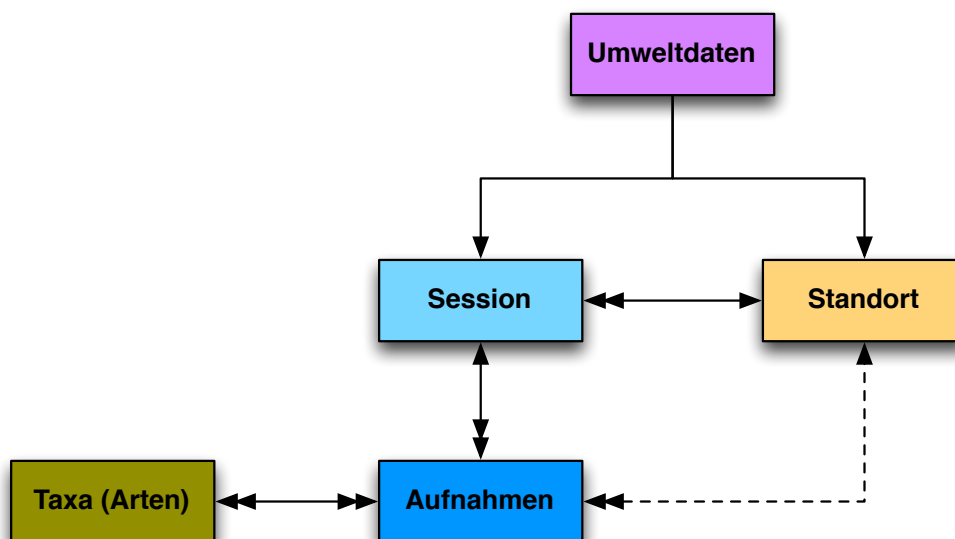 Umweltdaten
Session
Standort
Taxa (Arten)
Aufnahmen